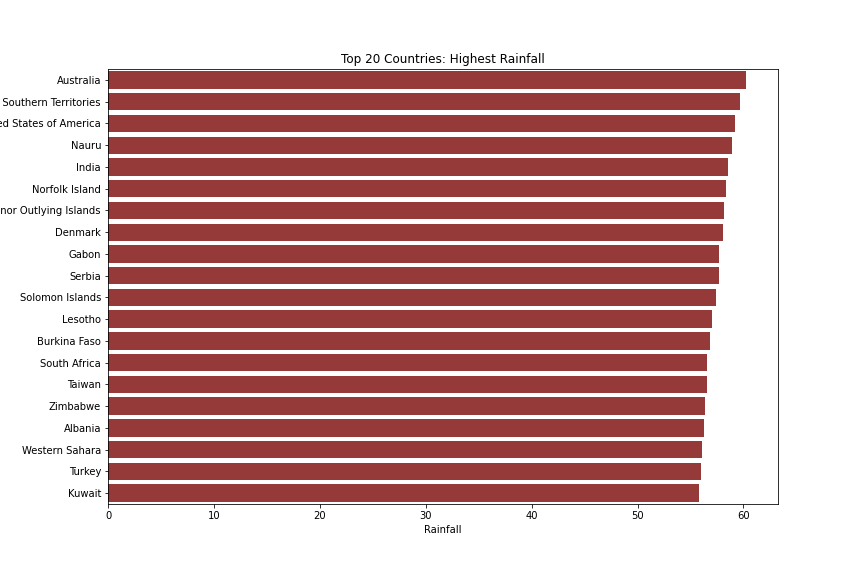 Top 20 Countries: Highest Rainfall
Australia
Southern Territories
ed States of America
Nauru
India
Norfolk Island
nor Outlying Islands
Denmark
Gabon
Serbia
Solomon Islands
Lesotho
Burkina Faso
South Africa
Taiwan
Zimbabwe
Albania
Western Sahara
Turkey
Kuwait
0 10 20 30 40 50 60
Rainfall